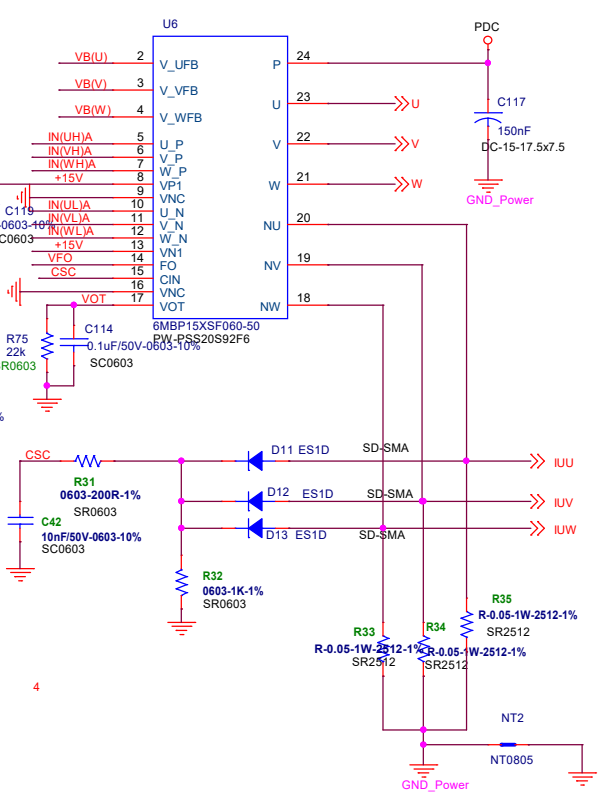 U6
PDC
VB(U)
2
V_UFB
P
24
VB(V)
3
V_VFB
U
23
U
C117
150nF
DC-15-17.5x7.5
VB(W)
4
V_WFB
IN(UH)A
5
U_P
V
22
V
IN(VH)A
6
V_P
IN(WH)A
7
W_P
+15V
8
VP1
W
21
W
9
VNC
GND_Power
C119
IN(UL)A
10
U_N
-0603-10%
IN(VL)A
11
V_N
NU
20
SC0603
IN(WL)A
12
W_N
+15V
13
VN1
VFO
14
FO
NV
19
CSC
15
CIN
16
VNC
VOT
17
VOT
NW
18
6MBP15XSF060-50
PW-PSS20S92F6
R75
22k
SR0603
C114
0.1uF/50V-0603-10%
SC0603
%
CSC
R31
0603-200R-1%
SR0603
D11 ES1D
SD-SMA
IUU
D12 ES1D
SD-SMA
IUV
D13 ES1D
SD-SMA
IUW
C42
10nF/50V-0603-10%
SC0603
R32
0603-1K-1%
SR0603
R35
R-0.05-1W-2512-1%
SR2512
R33
R-0.05-1W-2512-1%
SR2512
R34
R-0.05-1W-2512-1%
SR2512
4
NT2
NT0805
GND_Power